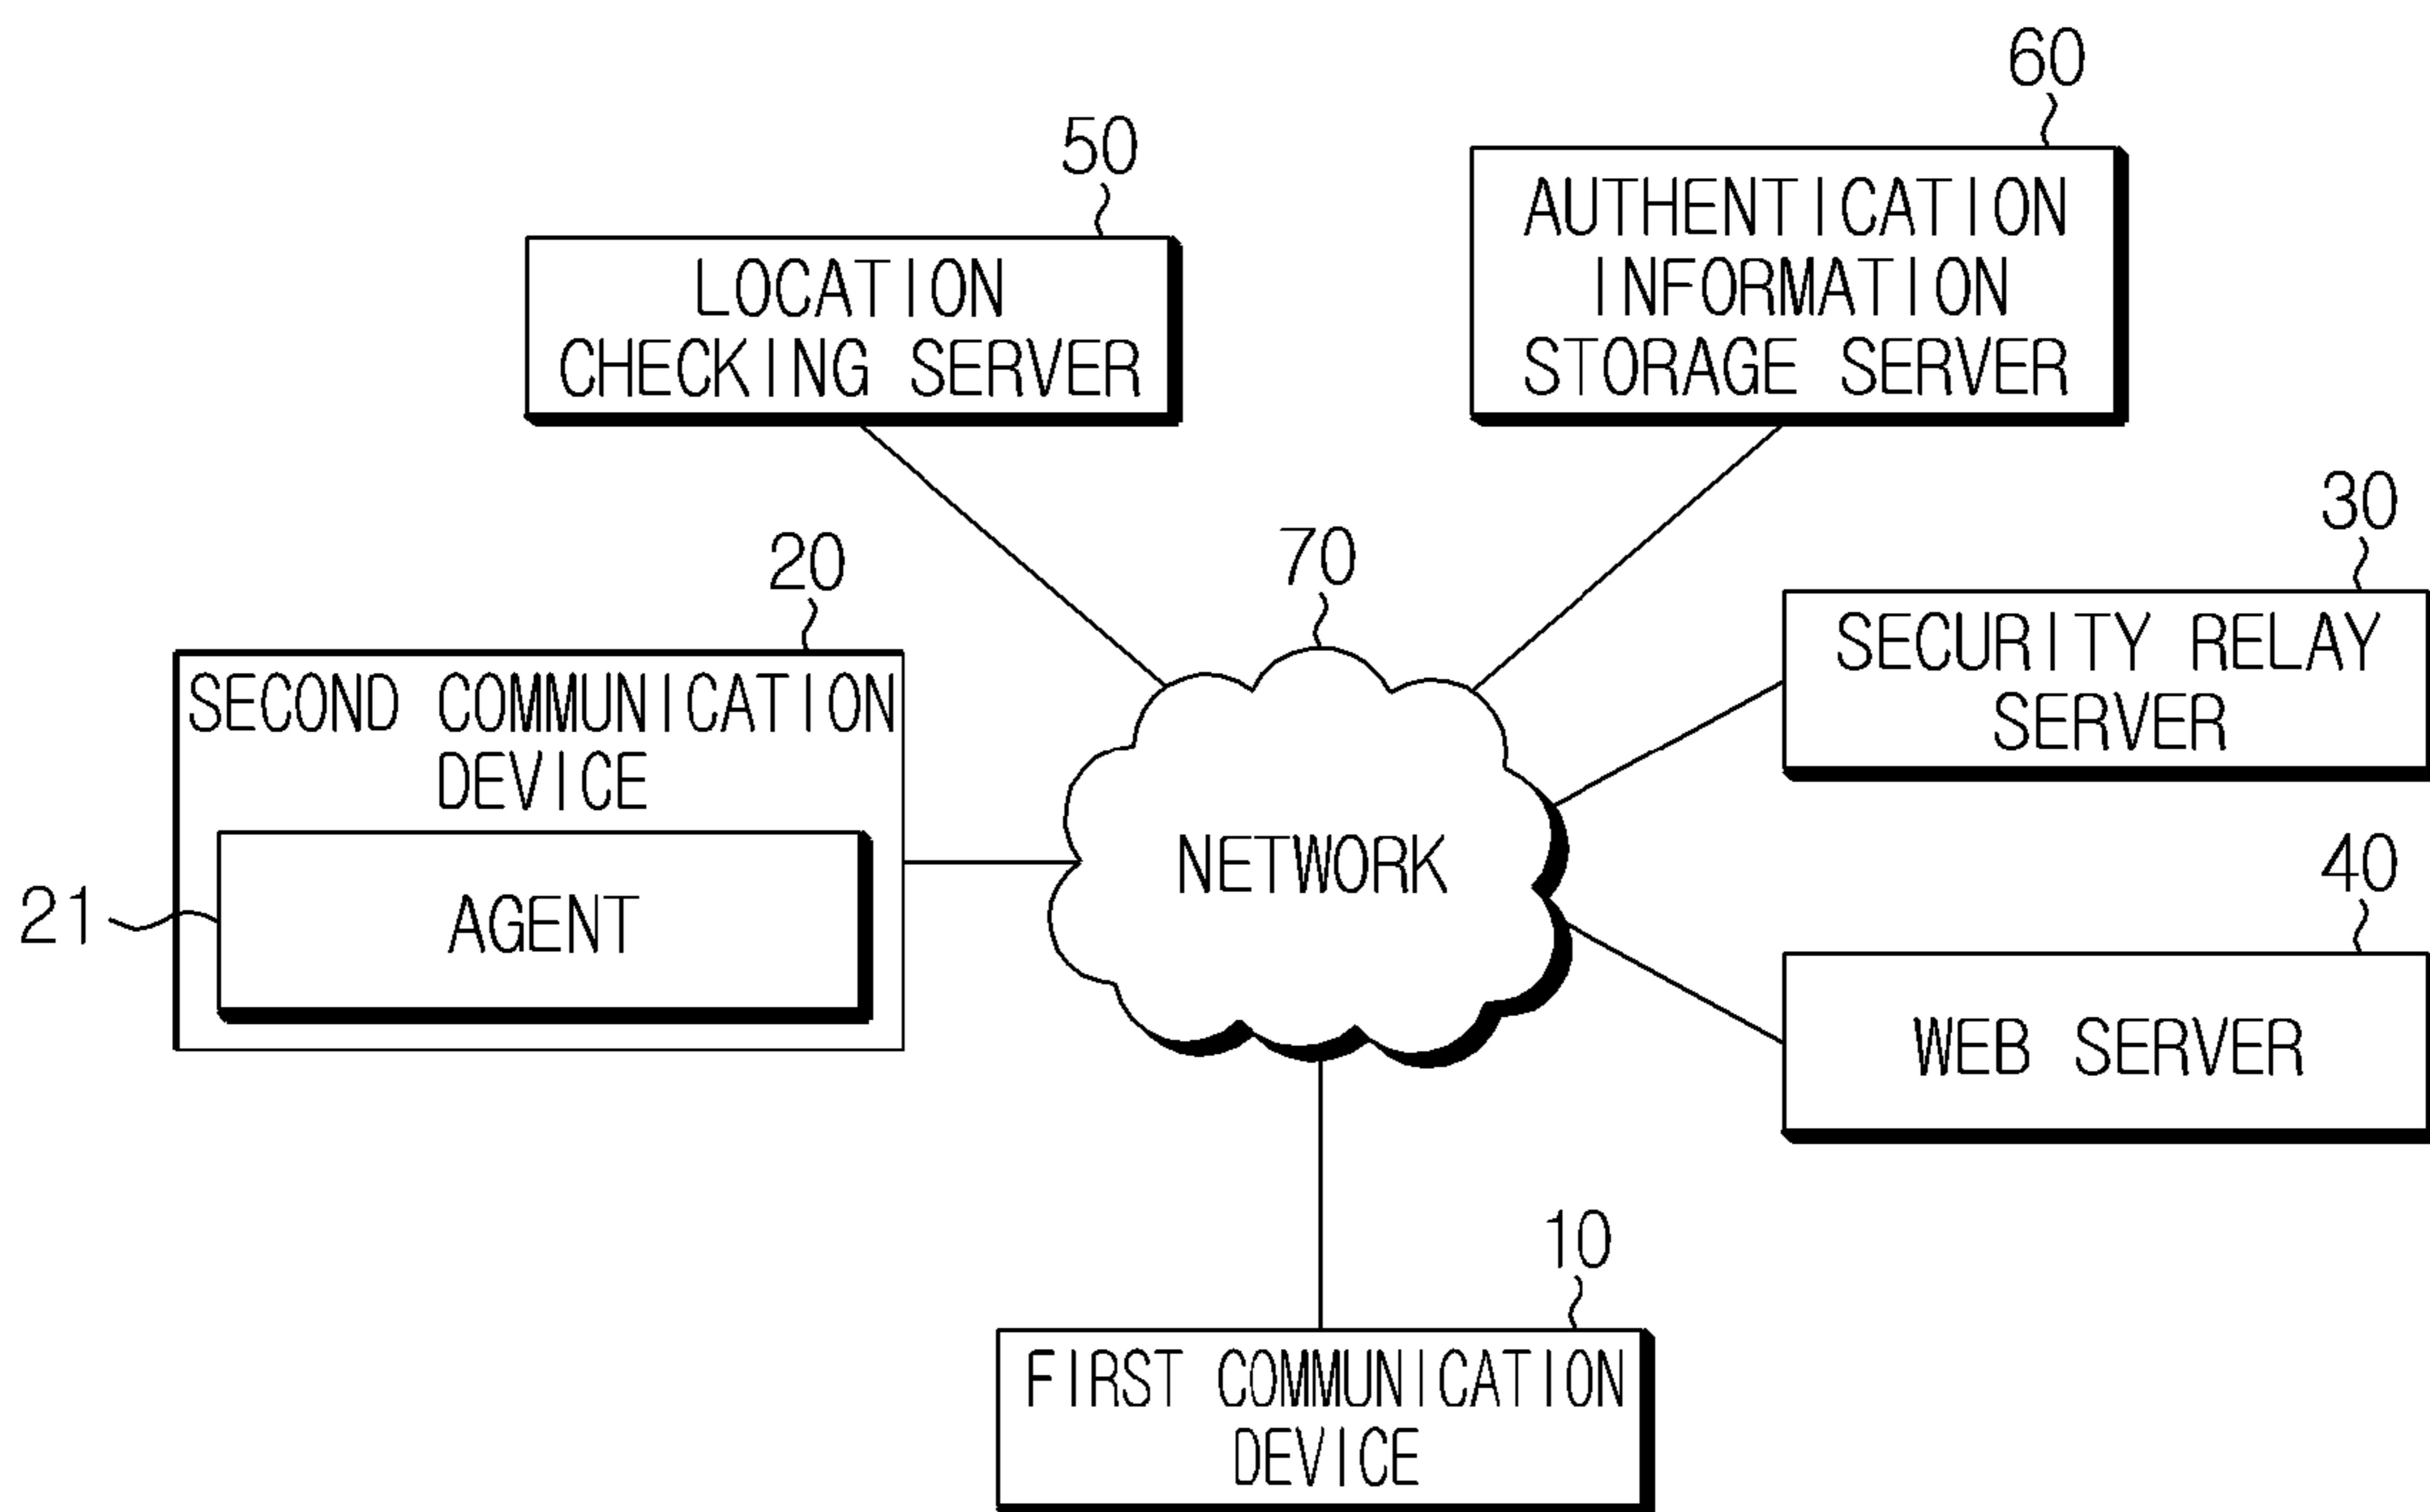 60
50
AUTHENTICATION
INFORMATION
STORAGE SERVER
LOCATION
CHECKING SERVER
30
20
70
SECURITY RELAY
SERVER
SECOND COMMUNICATION
DEVICE
NETWORK
40
21
AGENT
WEB SERVER
10
FIRST COMMUNICATION
DEVICE